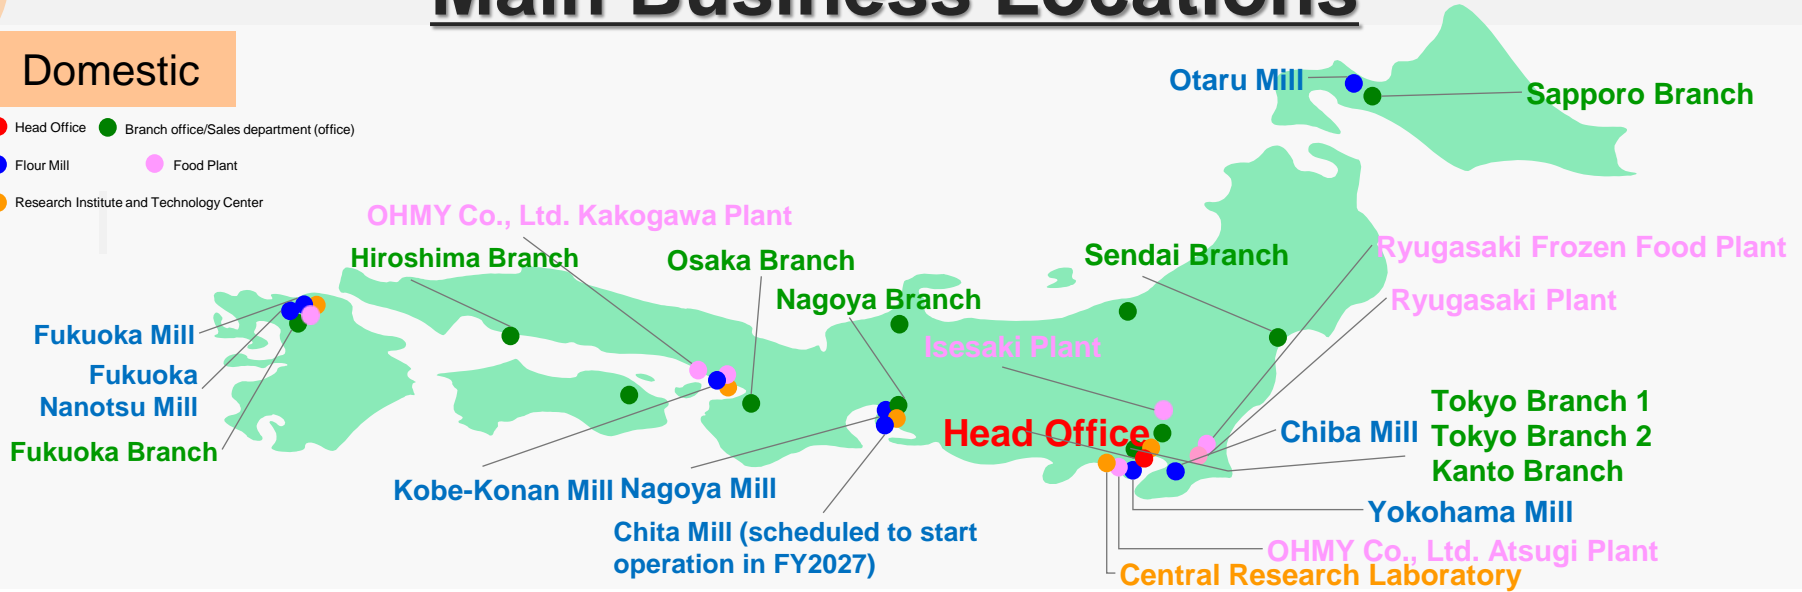 Main Business Locations
Domestic
Head Office
Branch office/Sales department (office)
Flour Mill
Food Plant
Research Institute and Technology Center
Otaru Mill
Sapporo Branch
OHMY Co., Ltd. Kakogawa Plant
Hiroshima Branch
Osaka Branch
Nagoya Branch
Sendai Branch
Ryugasaki Frozen Food Plant
Ryugasaki Plant
Isesaki Plant
Fukuoka Mill
Fukuoka
Nanotsu Mill
Fukuoka Branch
Head Office
Chiba Mill
Tokyo Branch 1
Tokyo Branch 2
Kanto Branch
Kobe-Konan Mill
Nagoya Mill
Chita Mill (scheduled to start
operation in FY2027)
Yokohama Mill
OHMY Co., Ltd. Atsugi Plant
Central Research Laboratory